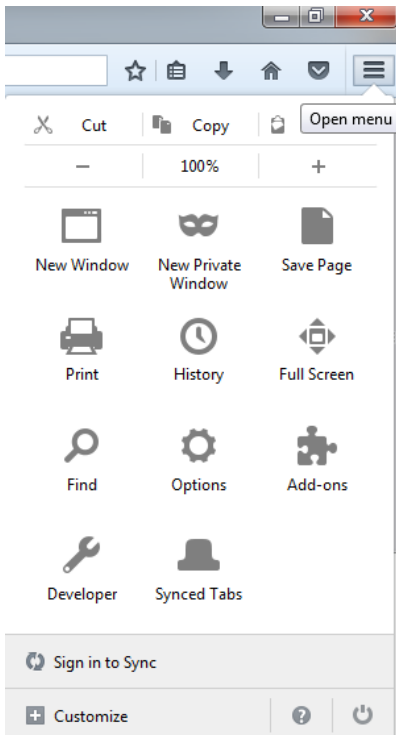 Cut Copy Open menu
− 100% +
New Window New Private Window Save Page
Print History Full Screen
Find Options Add-ons
Developer Synced Tabs
Sign in to Sync
Customize